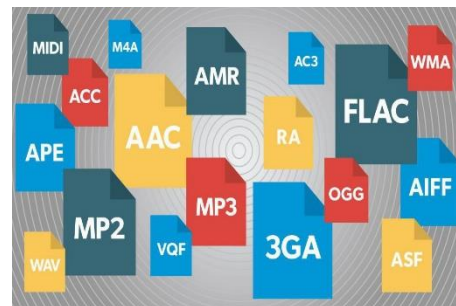 MIDI
M4A
ACC
AMR
AC3
WMA
FLAC
APE
AAC
RA
MP2
MP3
OGG
AIFF
WAV
VQF
3GA
ASF